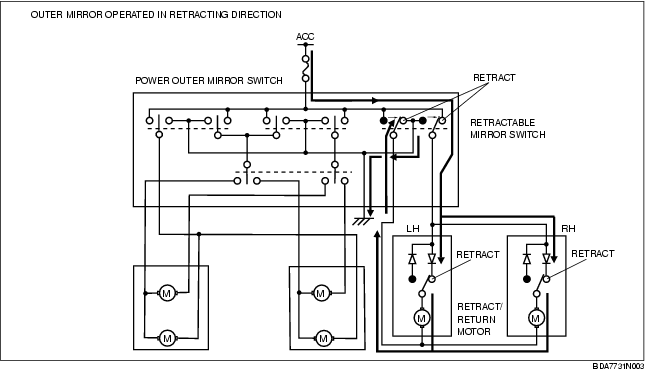 OUTER MIRROR OPERATED IN RETRACTING DIRECTION
ACC
POWER OUTER MIRROR SWITCH
RETRACT
RETRACTABLE
MIRROR SWITCH
LH
RH
RETRACT
RETRACT
M
M
RETRACT/
RETURN
MOTOR
M
M
M
M
BDA7731N003